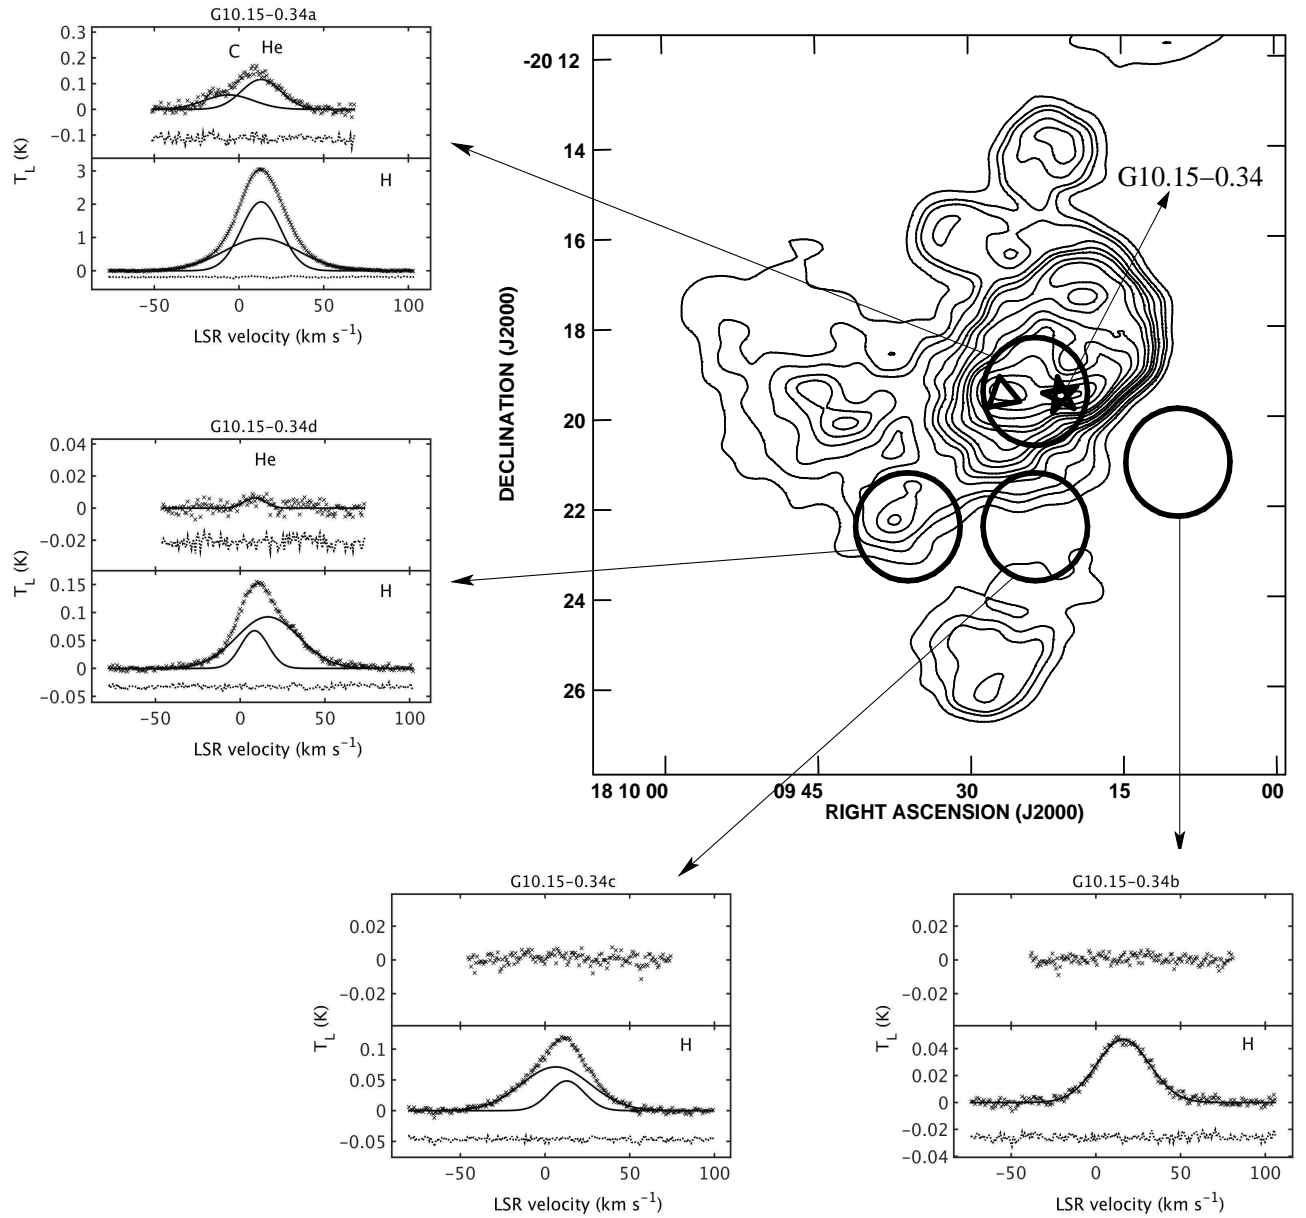 G10.15−0.34a
C He
0.3
0.2
0.1
0
−0.1
H
3
2
1
0
T_L (K)
−50 0 50 100
LSR velocity (km s⁻¹)
G10.15−0.34d
He
0.04
0.02
0
−0.02
H
0.15
0.1
0.05
0
−0.05
T_L (K)
−50 0 50 100
LSR velocity (km s⁻¹)
G10.15−0.34
-20 12
14
16
18
20
22
24
26
DECLINATION (J2000)
18 10 00 09 45 30 15 00
RIGHT ASCENSION (J2000)
G10.15−0.34c
0.02
0
−0.02
H
0.1
0.05
0
−0.05
T_L (K)
−50 0 50 100
LSR velocity (km s⁻¹)
G10.15−0.34b
0.02
0
−0.02
H
0.04
0.02
0
−0.02
−0.04
T_L (K)
−50 0 50 100
LSR velocity (km s⁻¹)